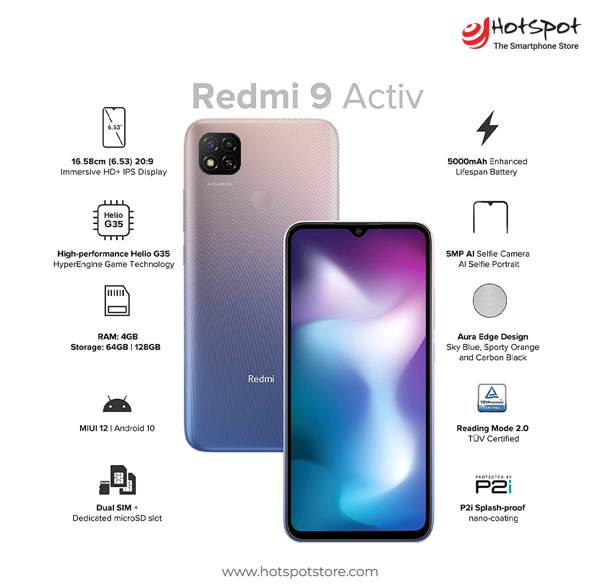 Hotspot
The Smartphone Store
Redmi 9 Activ
6.53"
16.58cm (6.53) 20:9
Immersive HD+ IPS Display
Helio
G35
High-performance Helio G35
HyperEngine Game Technology
RAM: 4GB
Storage: 64GB | 128GB
MIUI 12 | Android 10
Dual SIM +
Dedicated microSD slot
AI CAMERA
Redmi
5000mAh Enhanced
Lifespan Battery
5MP AI Selfie Camera
AI Selfie Portrait
Aura Edge Design
Sky Blue, Sporty Orange
and Carbon Black
TÜVRheinland
CERTIFIED
Reading Mode 2.0
TÜV Certified
PROTECTED BY
P2i
P2i Splash-proof
nano-coating
www.hotspotstore.com